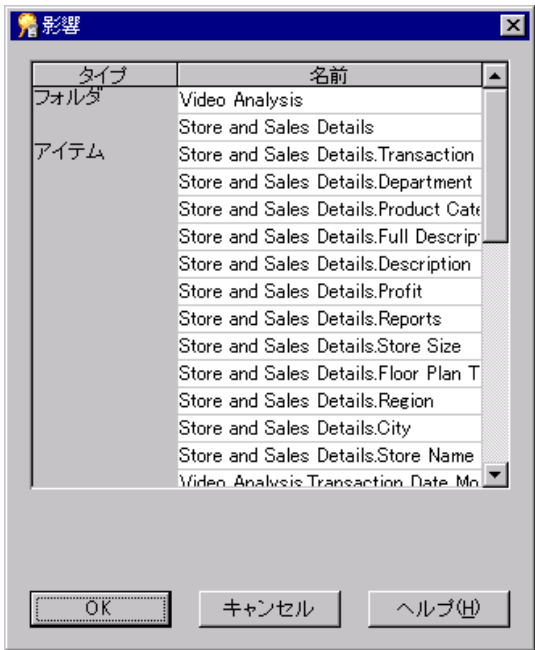 影響
タイプ 名前
フォルダ Video Analysis
Store and Sales Details
アイテム Store and Sales Details.Transaction
Store and Sales Details.Department
Store and Sales Details.Product Cate
Store and Sales Details.Full Descrip
Store and Sales Details.Description
Store and Sales Details.Profit
Store and Sales Details.Reports
Store and Sales Details.Store Size
Store and Sales Details.Floor Plan T
Store and Sales Details.Region
Store and Sales Details.City
Store and Sales Details.Store Name
Video Analysis.Transaction Date Mo
OK キャンセル ヘルプ(H)